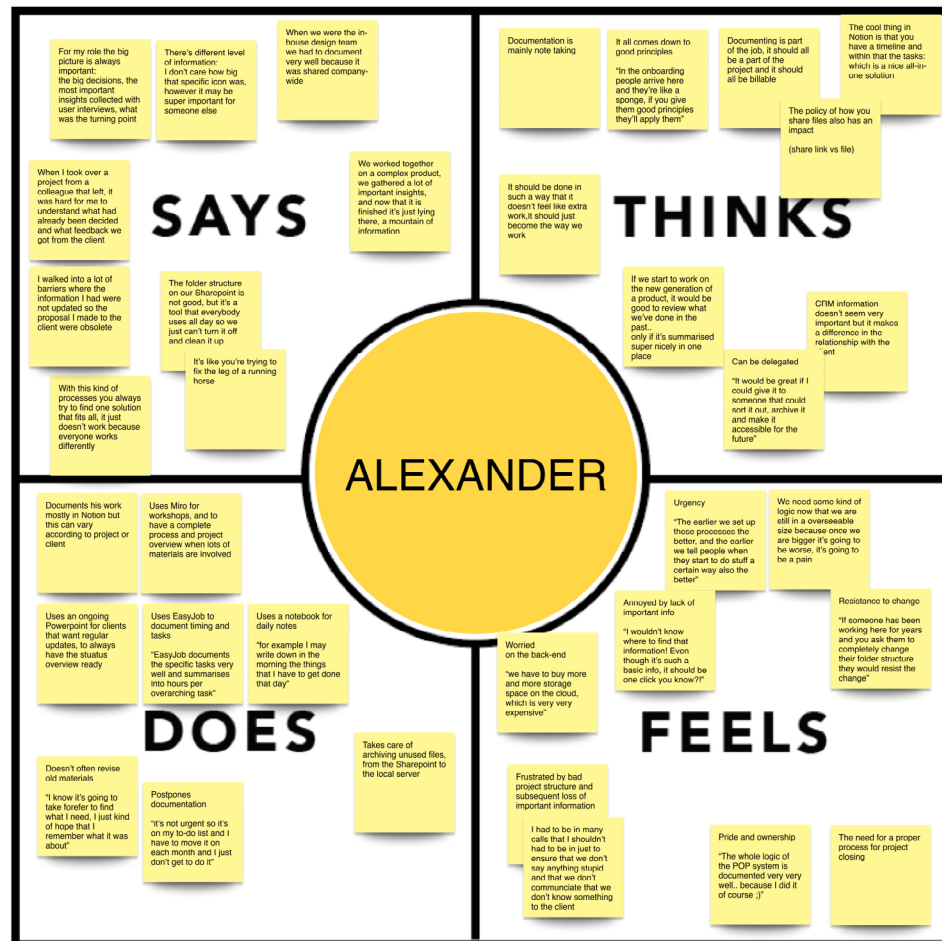 For my role the big
picture is always
important:
the big decisions, the
most important
insights collected with
user interviews, what
was the turning point
There's different level
of information:
I don't care how big
that specific icon was,
however it may be
super important for
someone else
When we were the in-
house design team
we had to document
very well because it
was shared company-
wide
When I took over a
project from a
colleague that left, it
was hard for me to
understand what had
already been decided
and what feedback we
got from the client
SAYS
We worked together
on a complex product,
we gathered a lot of
important insights,
and now that it is
finished it's just lying
there, a mountain of
information
I walked into a lot of
barriers where the
information I had were
not updated so the
proposal I made to the
client were obsolete
The folder structure
on our Sharopoint is
not good, but it's a
tool that everybody
uses all day so we
just can't turn it off
and clean it up
It's like you're trying to
fix the leg of a running
horse
With this kind of
processes you always
try to find one solution
that fits all, it just
doesn't work because
everyone works
differently
Documentation is
mainly note taking
It all comes down to
good principles
"In the onboarding
people arrive here
and they're like a
sponge, if you give
them good principles
they'll apply them"
Documenting is part
of the job, it should all
be a part of the
project and it should
all be billable
The cool thing in
Notion is that you
have a timeline and
within that the tasks:
which is a nice all-in-
one solution
The policy of how you
share files also has an
impact
(share link vs file)
It should be done in
such a way that it
doesn't feel like extra
work,it should just
become the way we
work
THINKS
If we start to work on
the new generation of
a product, it would be
good to review what
we've done in the
past..
only if it's summarised
super nicely in one
place
CRM information
doesn't seem very
important but it makes
a difference in the
relationship with the
client
Can be delegated
"It would be great if I
could give it to
someone that could
sort it out, archive it
and make it
accessible for the
future"
ALEXANDER
Documents his work
mostly in Notion but
this can vary
according to project or
client
Uses Miro for
workshops, and to
have a complete
process and project
overview when lots of
materials are involved
Uses an ongoing
Powerpoint for clients
that want regular
updates, to always
have the stuatus
overview ready
Uses EasyJob to
document timing and
tasks
"EasyJob documents
the specific tasks very
well and summarises
into hours per
overarching task"
Uses a notebook for
daily notes
"for example I may
write down in the
morning the things
that I have to get done
that day"
DOES
Takes care of
archiving unused files,
from the Sharepoint to
the local server
Doesn't often revise
old materials
"I know it's going to
take forefer to find
what I need, I just kind
of hope that I
remember what it was
about"
Postpones
documentation
"it's not urgent so it's
on my to-do list and I
have to move it on
each month and I just
don't get to do it"
Urgency
"The earlier we set up
these processes the
better, and the earlier
we tell people when
they start to do stuff a
certain way also the
better"
We need some kind of
logic now that we are
still in a overseeable
size because once we
are bigger it's going to
be worse, it's going to
be a pain
Annoyed by lack of
important info
"I wouldn't know
where to find that
information! Even
though it's such a
basic info, it should be
one click you know?!"
Resistance to change
"If someone has been
working here for years
and you ask them to
completely change
their folder structure
they would resist the
change"
Worried
on the back-end
"we have to buy more
and more storage
space on the cloud,
which is very very
expensive"
FEELS
Frustrated by bad
project structure and
subsequent loss of
important information
I had to be in many
calls that I shouldn't
had to be in just to
ensure that we don't
say anything stupid
and that we don't
communciate that we
don't know something
to the client
Pride and ownership
"The whole logic of
the POP system is
documented very very
well.. because I did it
of course ;)"
The need for a proper
process for project
closing